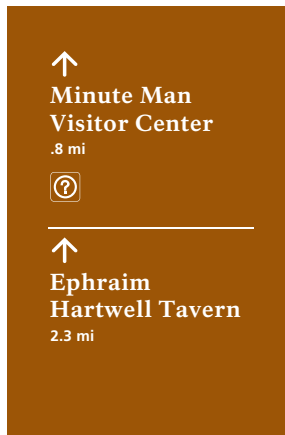 Minute Man
Visitor Center
.8 mi
?
Ephraim
Hartwell Tavern
2.3 mi